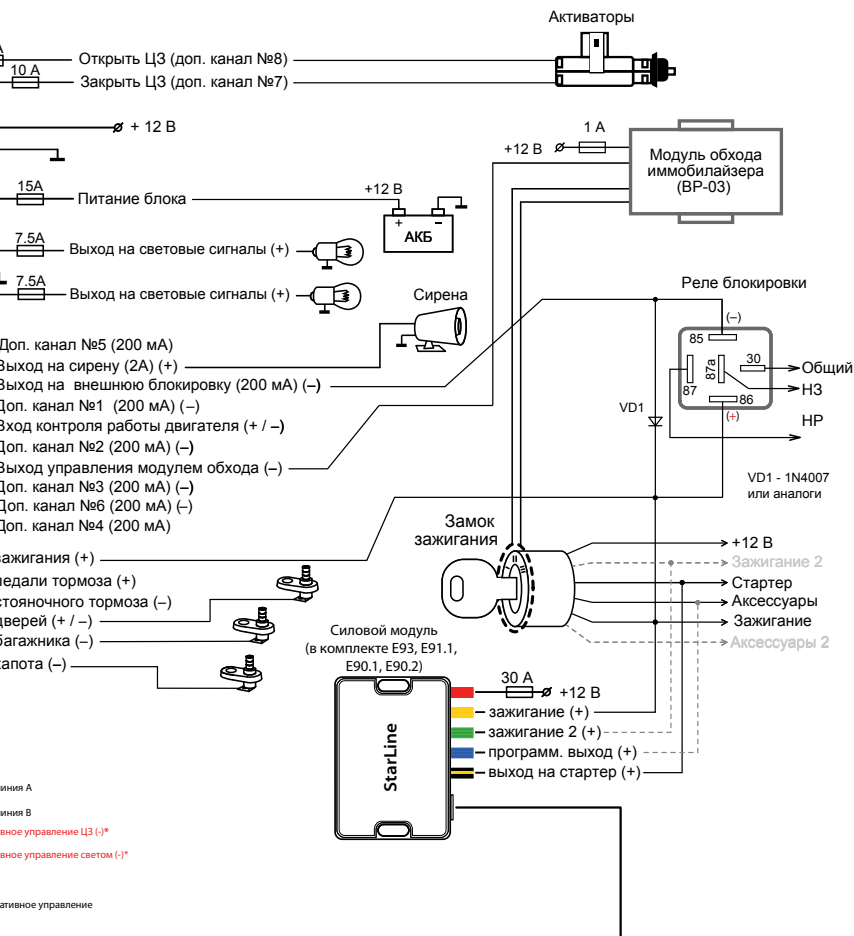 Активаторы
Открыть ЦЗ (доп. канал №8)
10 А
Закрыть ЦЗ (доп. канал №7)
+ 12 В
1 А
+12 В
Модуль обхода
иммобилайзера
(BP-03)
15А
Питание блока
+12 В
+ –
АКБ
7.5А
Выход на световые сигналы (+)
7.5А
Выход на световые сигналы (+)
Сирена
Реле блокировки
(–)
85
30
87а
87
86
(+)
Общий
НЗ
НР
Доп. канал №5 (200 мА)
Выход на сирену (2А) (+)
Выход на внешнюю блокировку (200 мА) (–)
Доп. канал №1 (200 мА) (–)
Вход контроля работы двигателя (+ / –)
Доп. канал №2 (200 мА) (–)
Выход управления модулем обхода (–)
Доп. канал №3 (200 мА) (–)
Доп. канал №6 (200 мА) (–)
Доп. канал №4 (200 мА)
VD1
VD1 - 1N4007
или аналоги
Замок
зажигания
I II III
+12 В
Зажигание 2
Стартер
Аксессуары
Зажигание
Аксессуары 2
зажигания (+)
педали тормоза (+)
стояночного тормоза (–)
дверей (+ / –)
багажника (–)
капота (–)
Силовой модуль
(в комплекте E93, E91.1,
E90.1, E90.2)
StarLine
30 А
+12 В
зажигание (+)
зажигание 2 (+)
программ. выход (+)
выход на стартер (+)
иния А
иния В
вное управление ЦЗ (-)*
вное управление светом (-)*
ативное управление